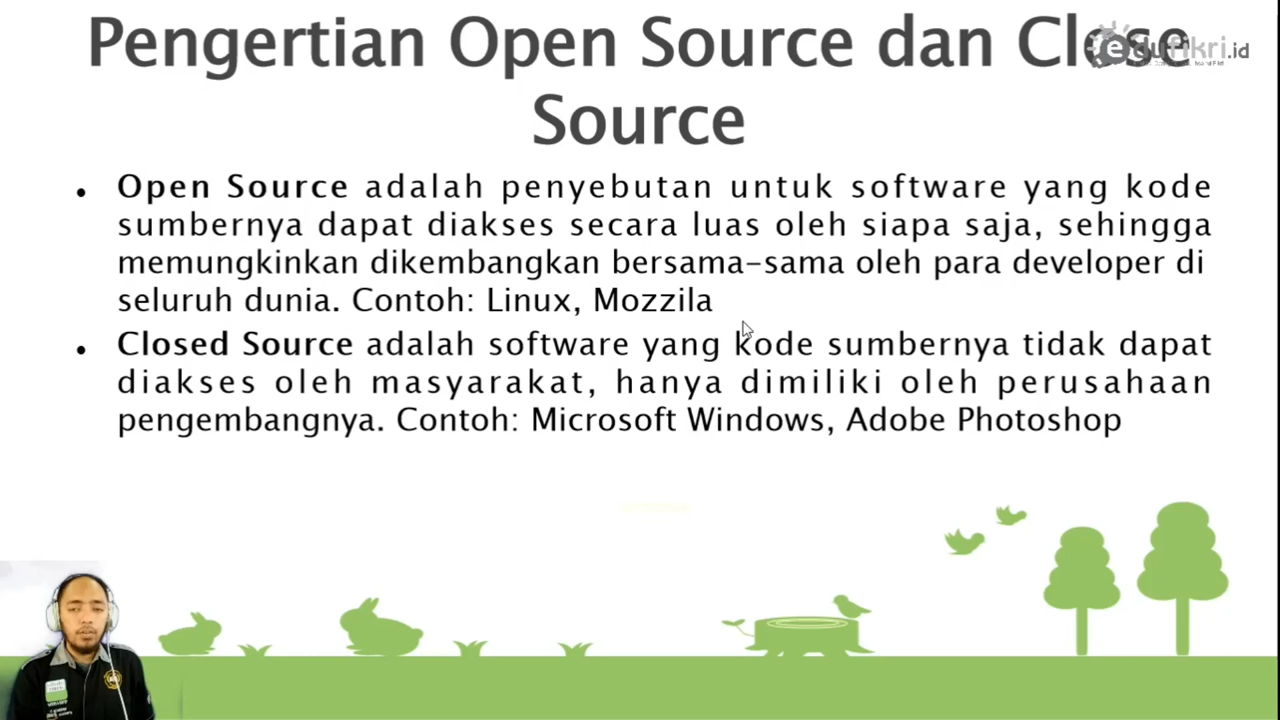 Pengertian Open Source dan Close
Source
edufikri.id
• Open Source adalah penyebutan untuk software yang kode
sumbernya dapat diakses secara luas oleh siapa saja, sehingga
memungkinkan dikembangkan bersama-sama oleh para developer di
seluruh dunia. Contoh: Linux, Mozzila
• Closed Source adalah software yang kode sumbernya tidak dapat
diakses oleh masyarakat, hanya dimiliki oleh perusahaan
pengembangnya. Contoh: Microsoft Windows, Adobe Photoshop